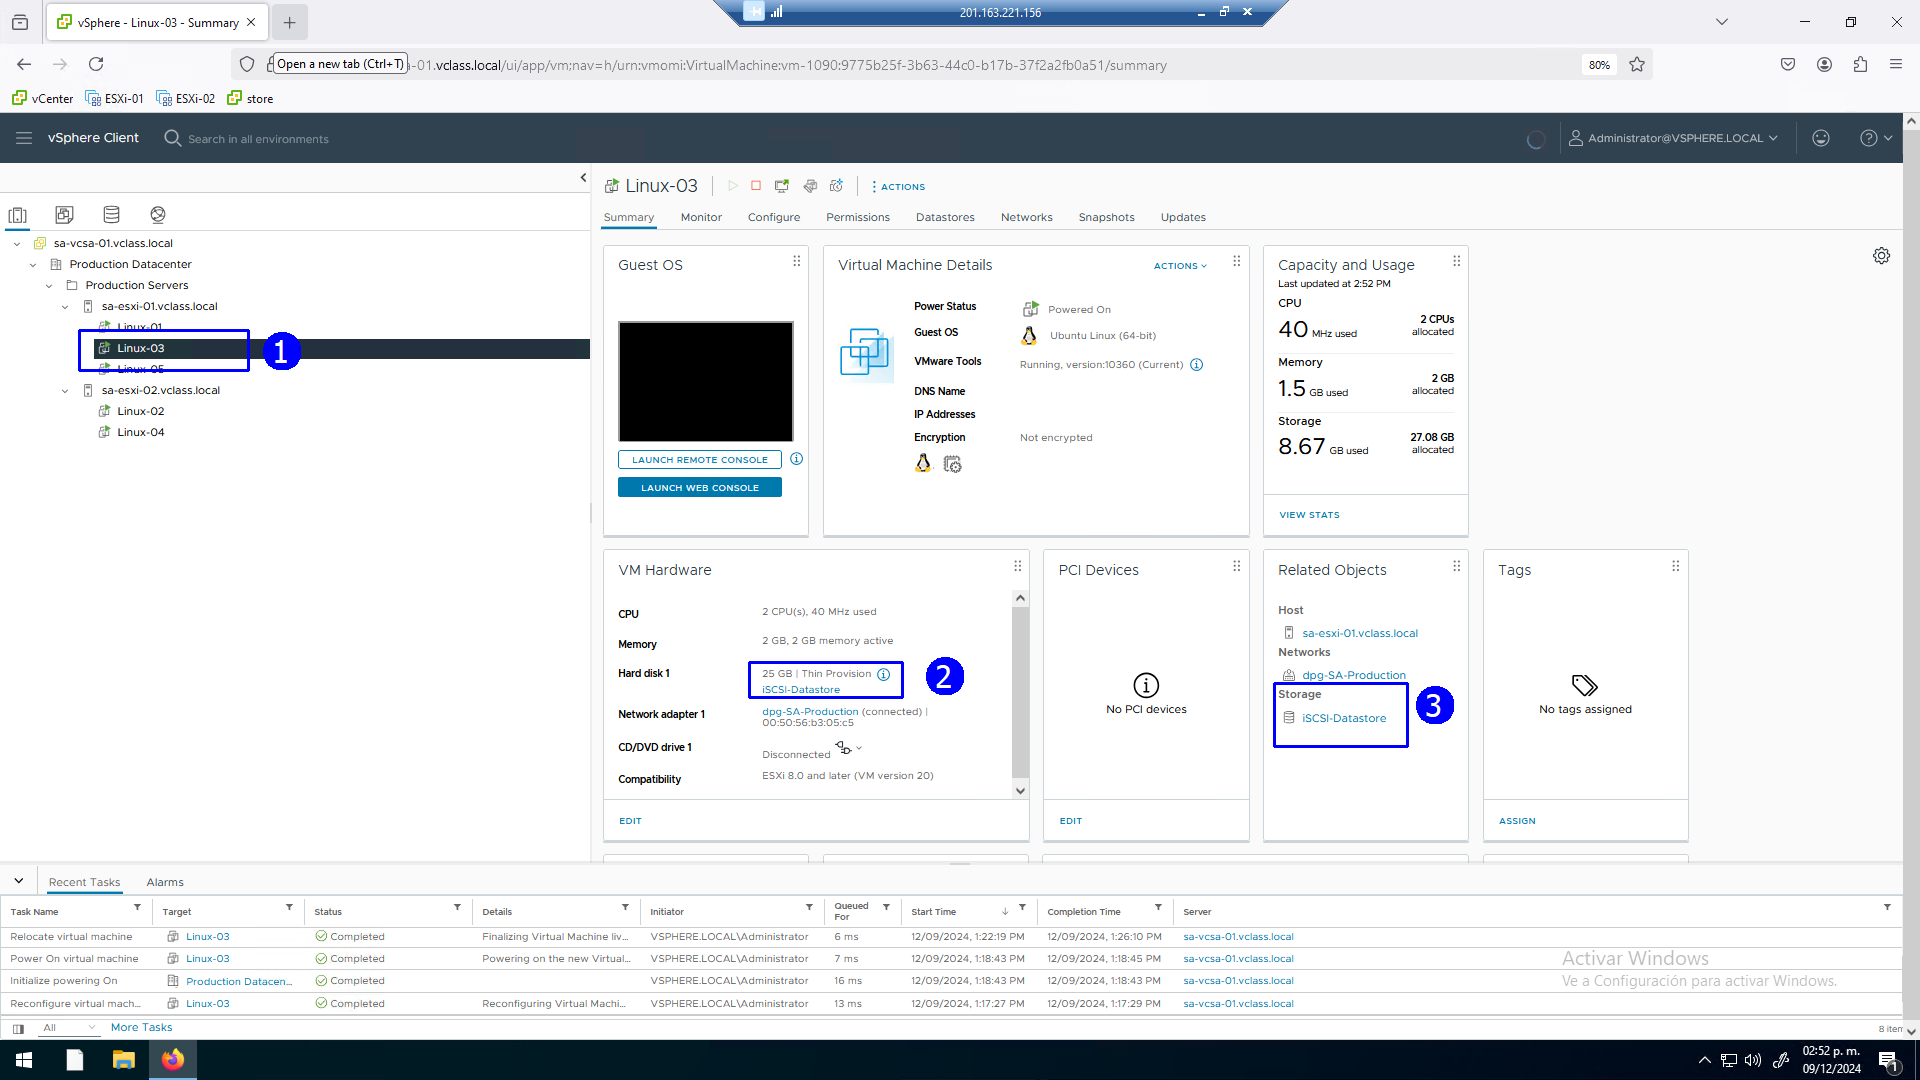 vSphere - Linux-03 - Summary
201.163.221.156
Open a new tab (Ctrl+T)
a-01.vclass.local/ui/app/vm;nav=h/urn:vmomi:VirtualMachine:vm-1090:9775b25f-3b63-44c0-b17b-37f2a2fb0a51/summary
80%
vCenter
ESXi-01
ESXi-02
store
vSphere Client
Search in all environments
Administrator@VSPHERE.LOCAL
sa-vcsa-01.vclass.local
Production Datacenter
Production Servers
sa-esxi-01.vclass.local
Linux-01
Linux-03
1
Linux-05
sa-esxi-02.vclass.local
Linux-02
Linux-04
Linux-03
ACTIONS
Summary
Monitor
Configure
Permissions
Datastores
Networks
Snapshots
Updates
Guest OS
LAUNCH REMOTE CONSOLE
LAUNCH WEB CONSOLE
Virtual Machine Details
ACTIONS
Power Status
Powered On
Guest OS
Ubuntu Linux (64-bit)
VMware Tools
Running, version:10360 (Current)
DNS Name
IP Addresses
Encryption
Not encrypted
Capacity and Usage
Last updated at 2:52 PM
CPU
40 MHz used
2 CPUs
allocated
Memory
1.5 GB used
2 GB
allocated
Storage
8.67 GB used
27.08 GB
allocated
VIEW STATS
VM Hardware
CPU
2 CPU(s), 40 MHz used
Memory
2 GB, 2 GB memory active
Hard disk 1
25 GB | Thin Provision
iSCSI-Datastore
2
Network adapter 1
dpg-SA-Production (connected) |
00:50:56:b3:05:c5
CD/DVD drive 1
Disconnected
Compatibility
ESXi 8.0 and later (VM version 20)
EDIT
PCI Devices
No PCI devices
EDIT
Related Objects
Host
sa-esxi-01.vclass.local
Networks
dpg-SA-Production
Storage
iSCSI-Datastore
3
Tags
No tags assigned
ASSIGN
Recent Tasks
Alarms
Task Name Target Status Details Initiator Queued For Start Time Completion Time Server
Relocate virtual machine Linux-03 Completed Finalizing Virtual Machine liv... VSPHERE.LOCAL\Administrator 6 ms 12/09/2024, 1:22:19 PM 12/09/2024, 1:26:10 PM sa-vcsa-01.vclass.local
Power On virtual machine Linux-03 Completed Powering on the new Virtual... VSPHERE.LOCAL\Administrator 7 ms 12/09/2024, 1:18:43 PM 12/09/2024, 1:18:45 PM sa-vcsa-01.vclass.local
Initialize powering On Production Datacen... Completed VSPHERE.LOCAL\Administrator 16 ms 12/09/2024, 1:18:43 PM 12/09/2024, 1:18:43 PM sa-vcsa-01.vclass.local
Reconfigure virtual mach... Linux-03 Completed Reconfiguring Virtual Machi... VSPHERE.LOCAL\Administrator 13 ms 12/09/2024, 1:17:27 PM 12/09/2024, 1:17:29 PM sa-vcsa-01.vclass.local
Activar Windows
Ve a Configuración para activar Windows.
All
More Tasks
8 item
02:52 p. m.
09/12/2024
1